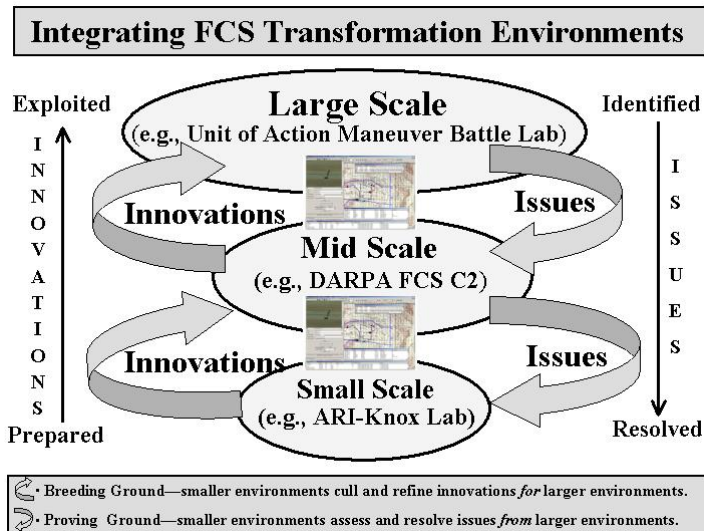 Integrating FCS Transformation Environments
Exploited
Identified
Large Scale
(e.g., Unit of Action Maneuver Battle Lab)
INNOVATIONS
ISSUES
Innovations
Issues
Mid Scale
(e.g., DARPA FCS C2)
Innovations
Issues
Small Scale
(e.g., ARI-Knox Lab)
Prepared
Resolved
· Breeding Ground—smaller environments cull and refine innovations for larger environments.
· Proving Ground—smaller environments assess and resolve issues from larger environments.